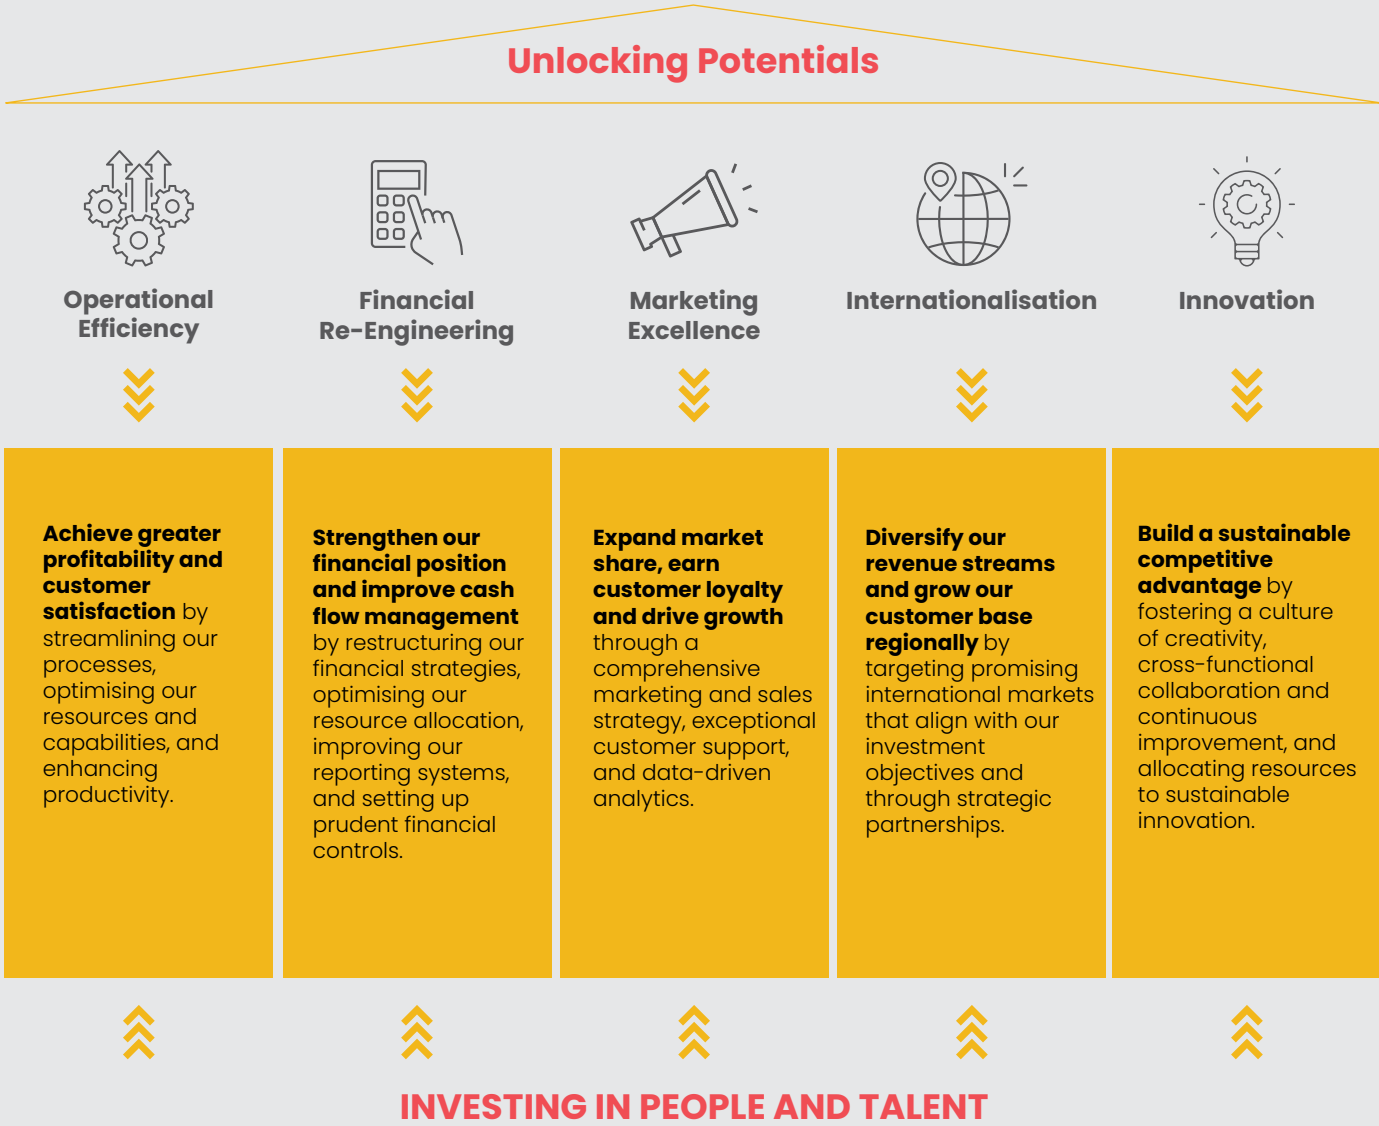 Unlocking Potentials
Operational
Efficiency
Financial
Re-Engineering
Marketing
Excellence
Internationalisation
Innovation
Achieve greater
profitability and
customer
satisfaction by
streamlining our
processes,
optimising our
resources and
capabilities, and
enhancing
productivity.
Strengthen our
financial position
and improve cash
flow management
by restructuring our
financial strategies,
optimising our
resource allocation,
improving our
reporting systems,
and setting up
prudent financial
controls.
Expand market
share, earn
customer loyalty
and drive growth
through a
comprehensive
marketing and sales
strategy, exceptional
customer support,
and data-driven
analytics.
Diversify our
revenue streams
and grow our
customer base
regionally by
targeting promising
international markets
that align with our
investment
objectives and
through strategic
partnerships.
Build a sustainable
competitive
advantage by
fostering a culture
of creativity,
cross-functional
collaboration and
continuous
improvement, and
allocating resources
to sustainable
innovation.
INVESTING IN PEOPLE AND TALENT